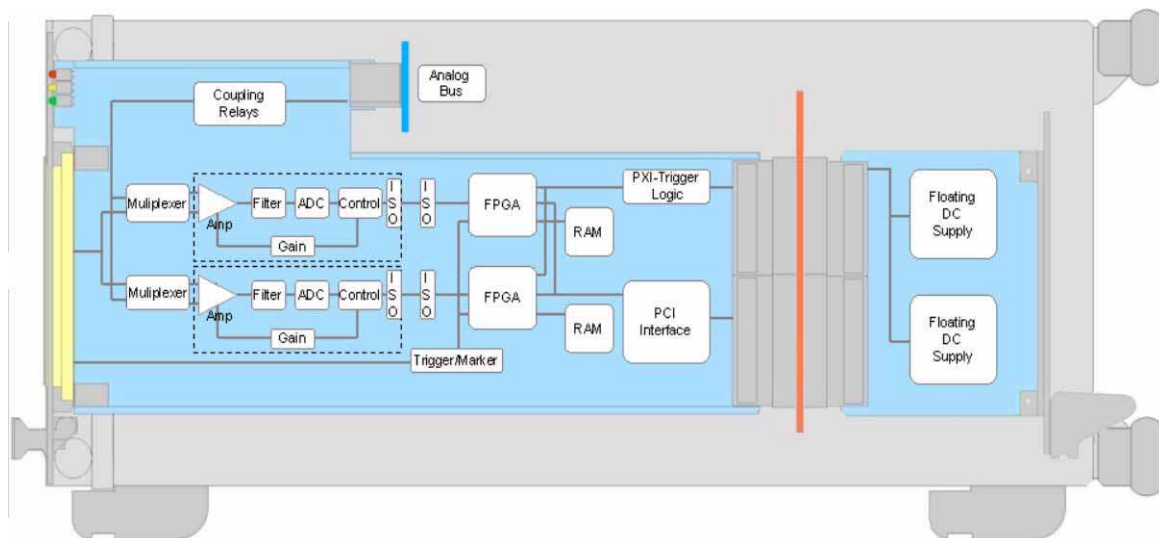 Analog
Bus
Coupling
Relays
Muliplexer
Amp
Filter
ADC
Control
Gain
I
S
O
I
S
O
FPGA
RAM
PXI-Trigger
Logic
Floating
DC
Supply
Muliplexer
Amp
Filter
ADC
Control
Gain
I
S
O
I
S
O
FPGA
RAM
Trigger/Marker
PCI
Interface
Floating
DC
Supply